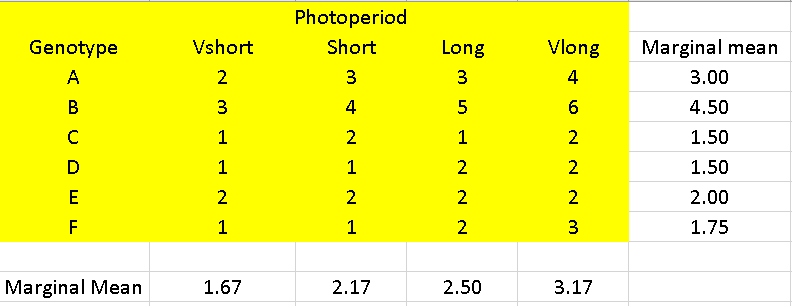 Photoperiod
Genotype Vshort Short Long Vlong Marginal mean
A 2 3 3 4 3.00
B 3 4 5 6 4.50
C 1 2 1 2 1.50
D 1 1 2 2 1.50
E 2 2 2 2 2.00
F 1 1 2 3 1.75
Marginal Mean 1.67 2.17 2.50 3.17